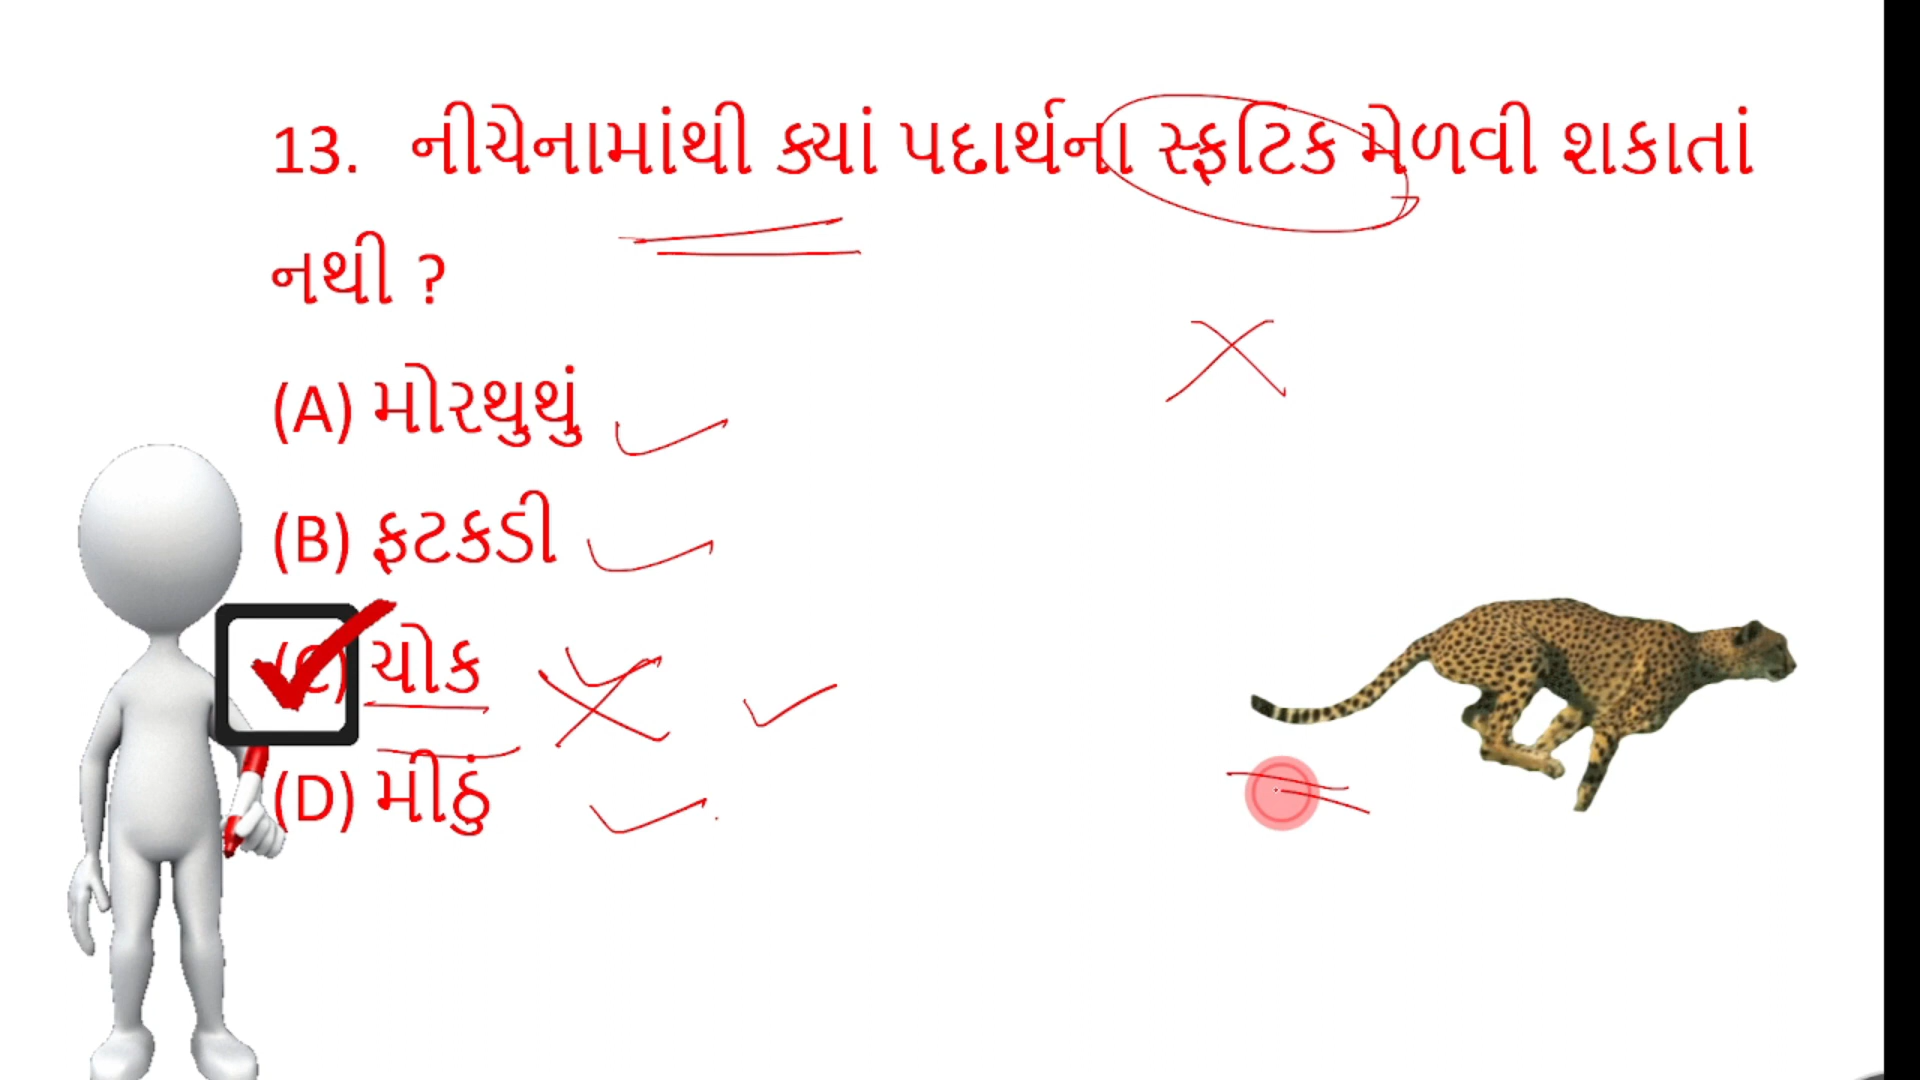 13. નીચેનામાંથી ક્યાં પદાર્થના સ્ફટિક મેળવી શકાતાં
નથી ?
(A) મોરથુથું
(B) ફટકડી
(C) ચોક
(D) મીઠું